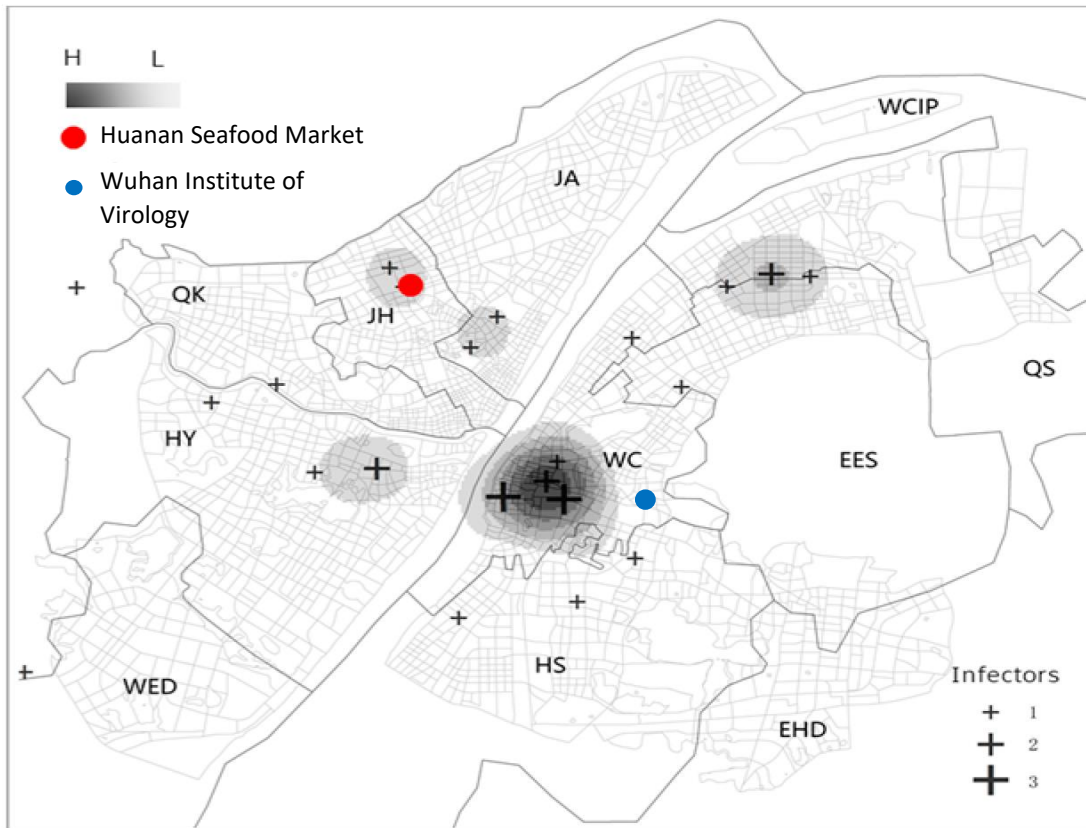 H L
Huanan Seafood Market
Wuhan Institute of
Virology
WCIP
JA
QK
JH
QS
HY
WC
EES
WED
HS
EHD
Infectors
1
2
3